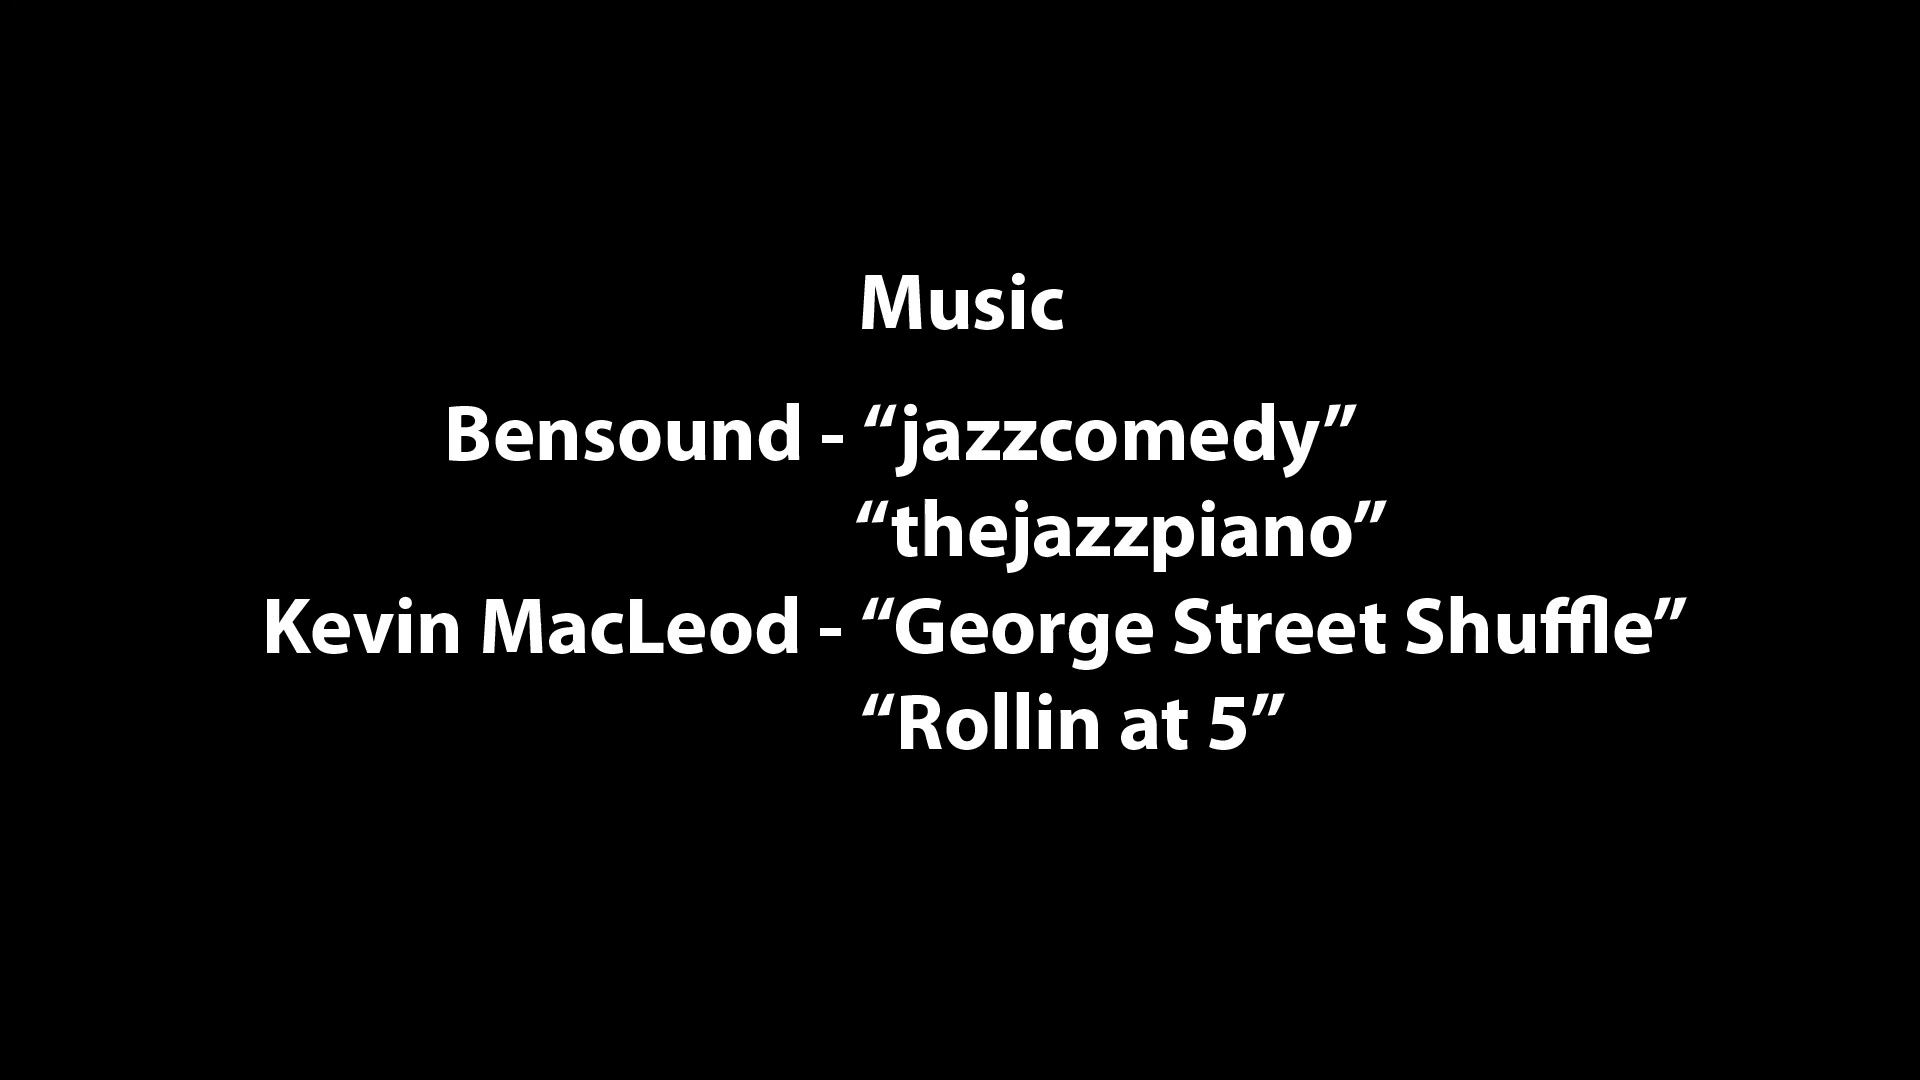 Music
Bensound - “jazzcomedy”
“thejazzpiano”
Kevin MacLeod - “George Street Shuffle”
“Rollin at 5”